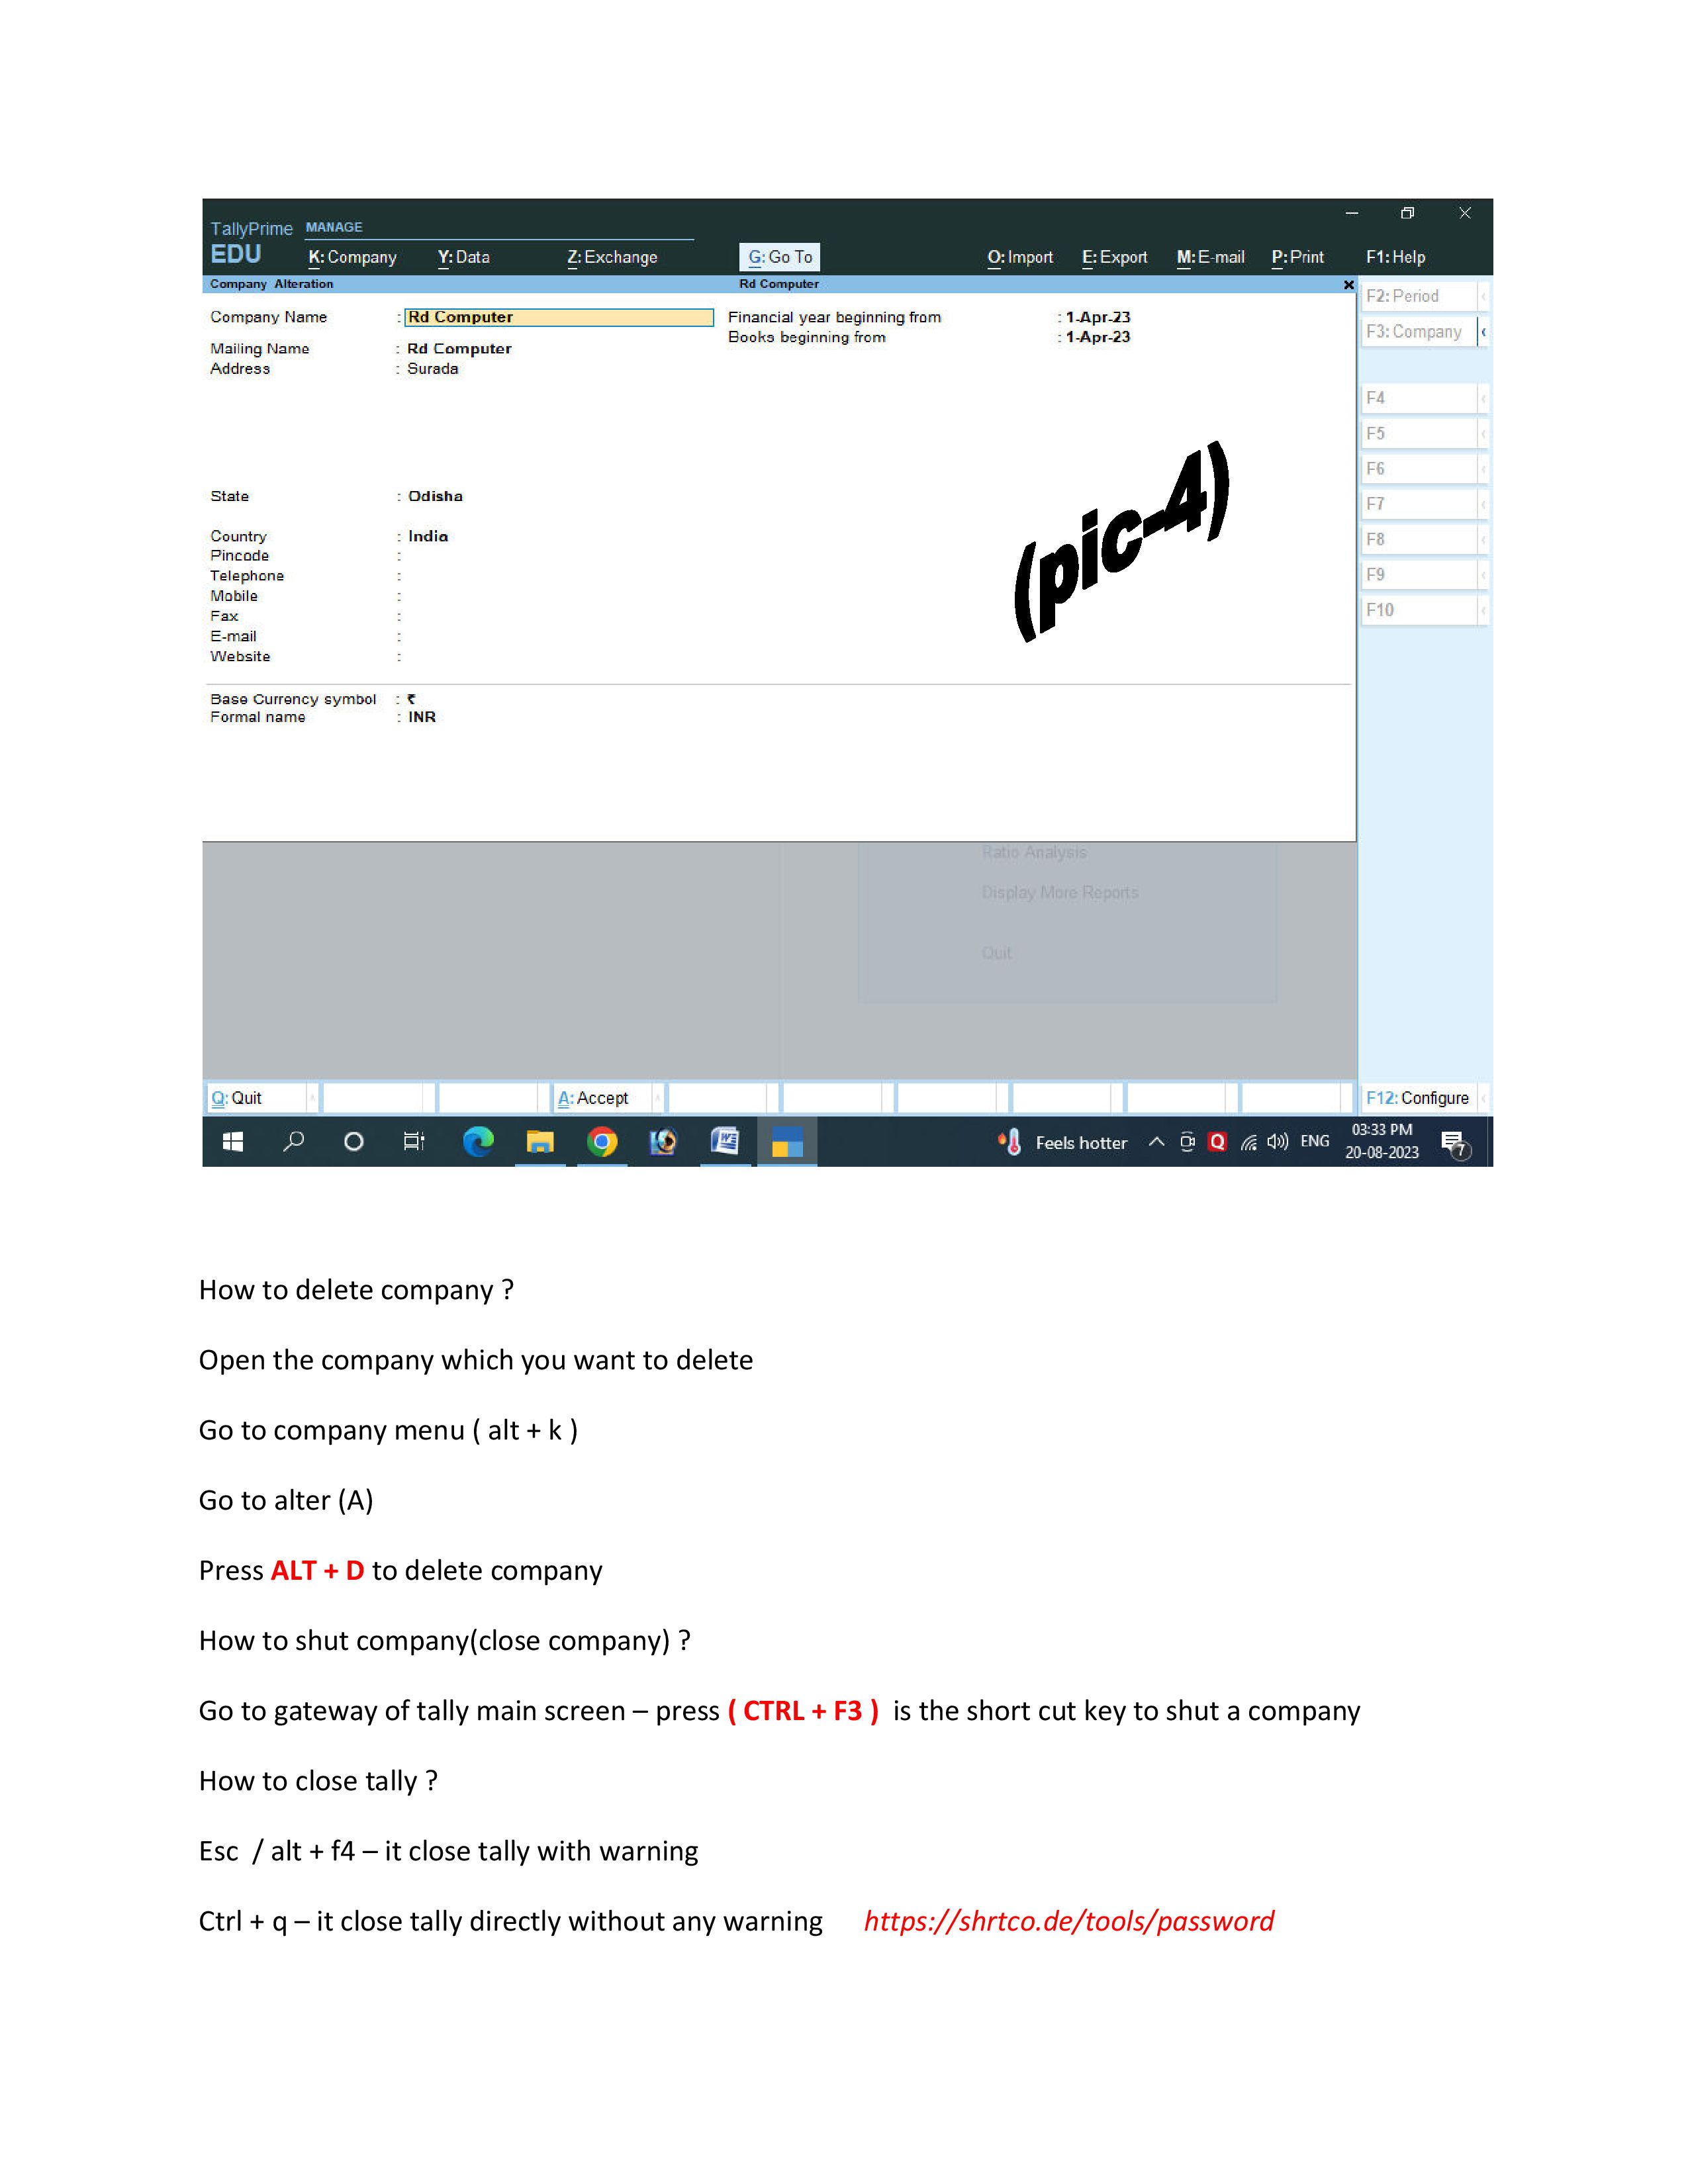 TallyPrime MANAGE
EDU K: Company Y: Data Z: Exchange G: Go To O: Import E: Export M: E-mail P: Print F1: Help
Company Alteration Rd Computer
F2: Period
Company Name : Rd Computer Financial year beginning from : 1-Apr-23
Books beginning from : 1-Apr-23
F3: Company
Mailing Name : Rd Computer
Address : Surada
F4
F5
(pic-4)
F6
State : Odisha
F7
Country : India
F8
Pincode :
Telephone :
F9
Mobile :
Fax :
F10
E-mail :
Website :
Base Currency symbol : ₹
Formal name : INR
Ratio Analysis
Display More Reports
Quit
Q: Quit A: Accept F12: Configure
Feels hotter ENG 03:33 PM
20-08-2023 7
How to delete company ?
Open the company which you want to delete
Go to company menu ( alt + k )
Go to alter (A)
Press ALT + D to delete company
How to shut company(close company) ?
Go to gateway of tally main screen – press ( CTRL + F3 ) is the short cut key to shut a company
How to close tally ?
Esc / alt + f4 – it close tally with warning
Ctrl + q – it close tally directly without any warning https://shrtco.de/tools/password